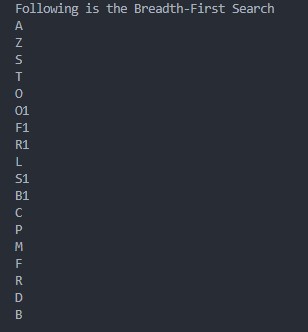 Following is the Breadth-First Search
A
Z
S
T
O
O1
F1
R1
L
S1
B1
C
P
M
F
R
D
B